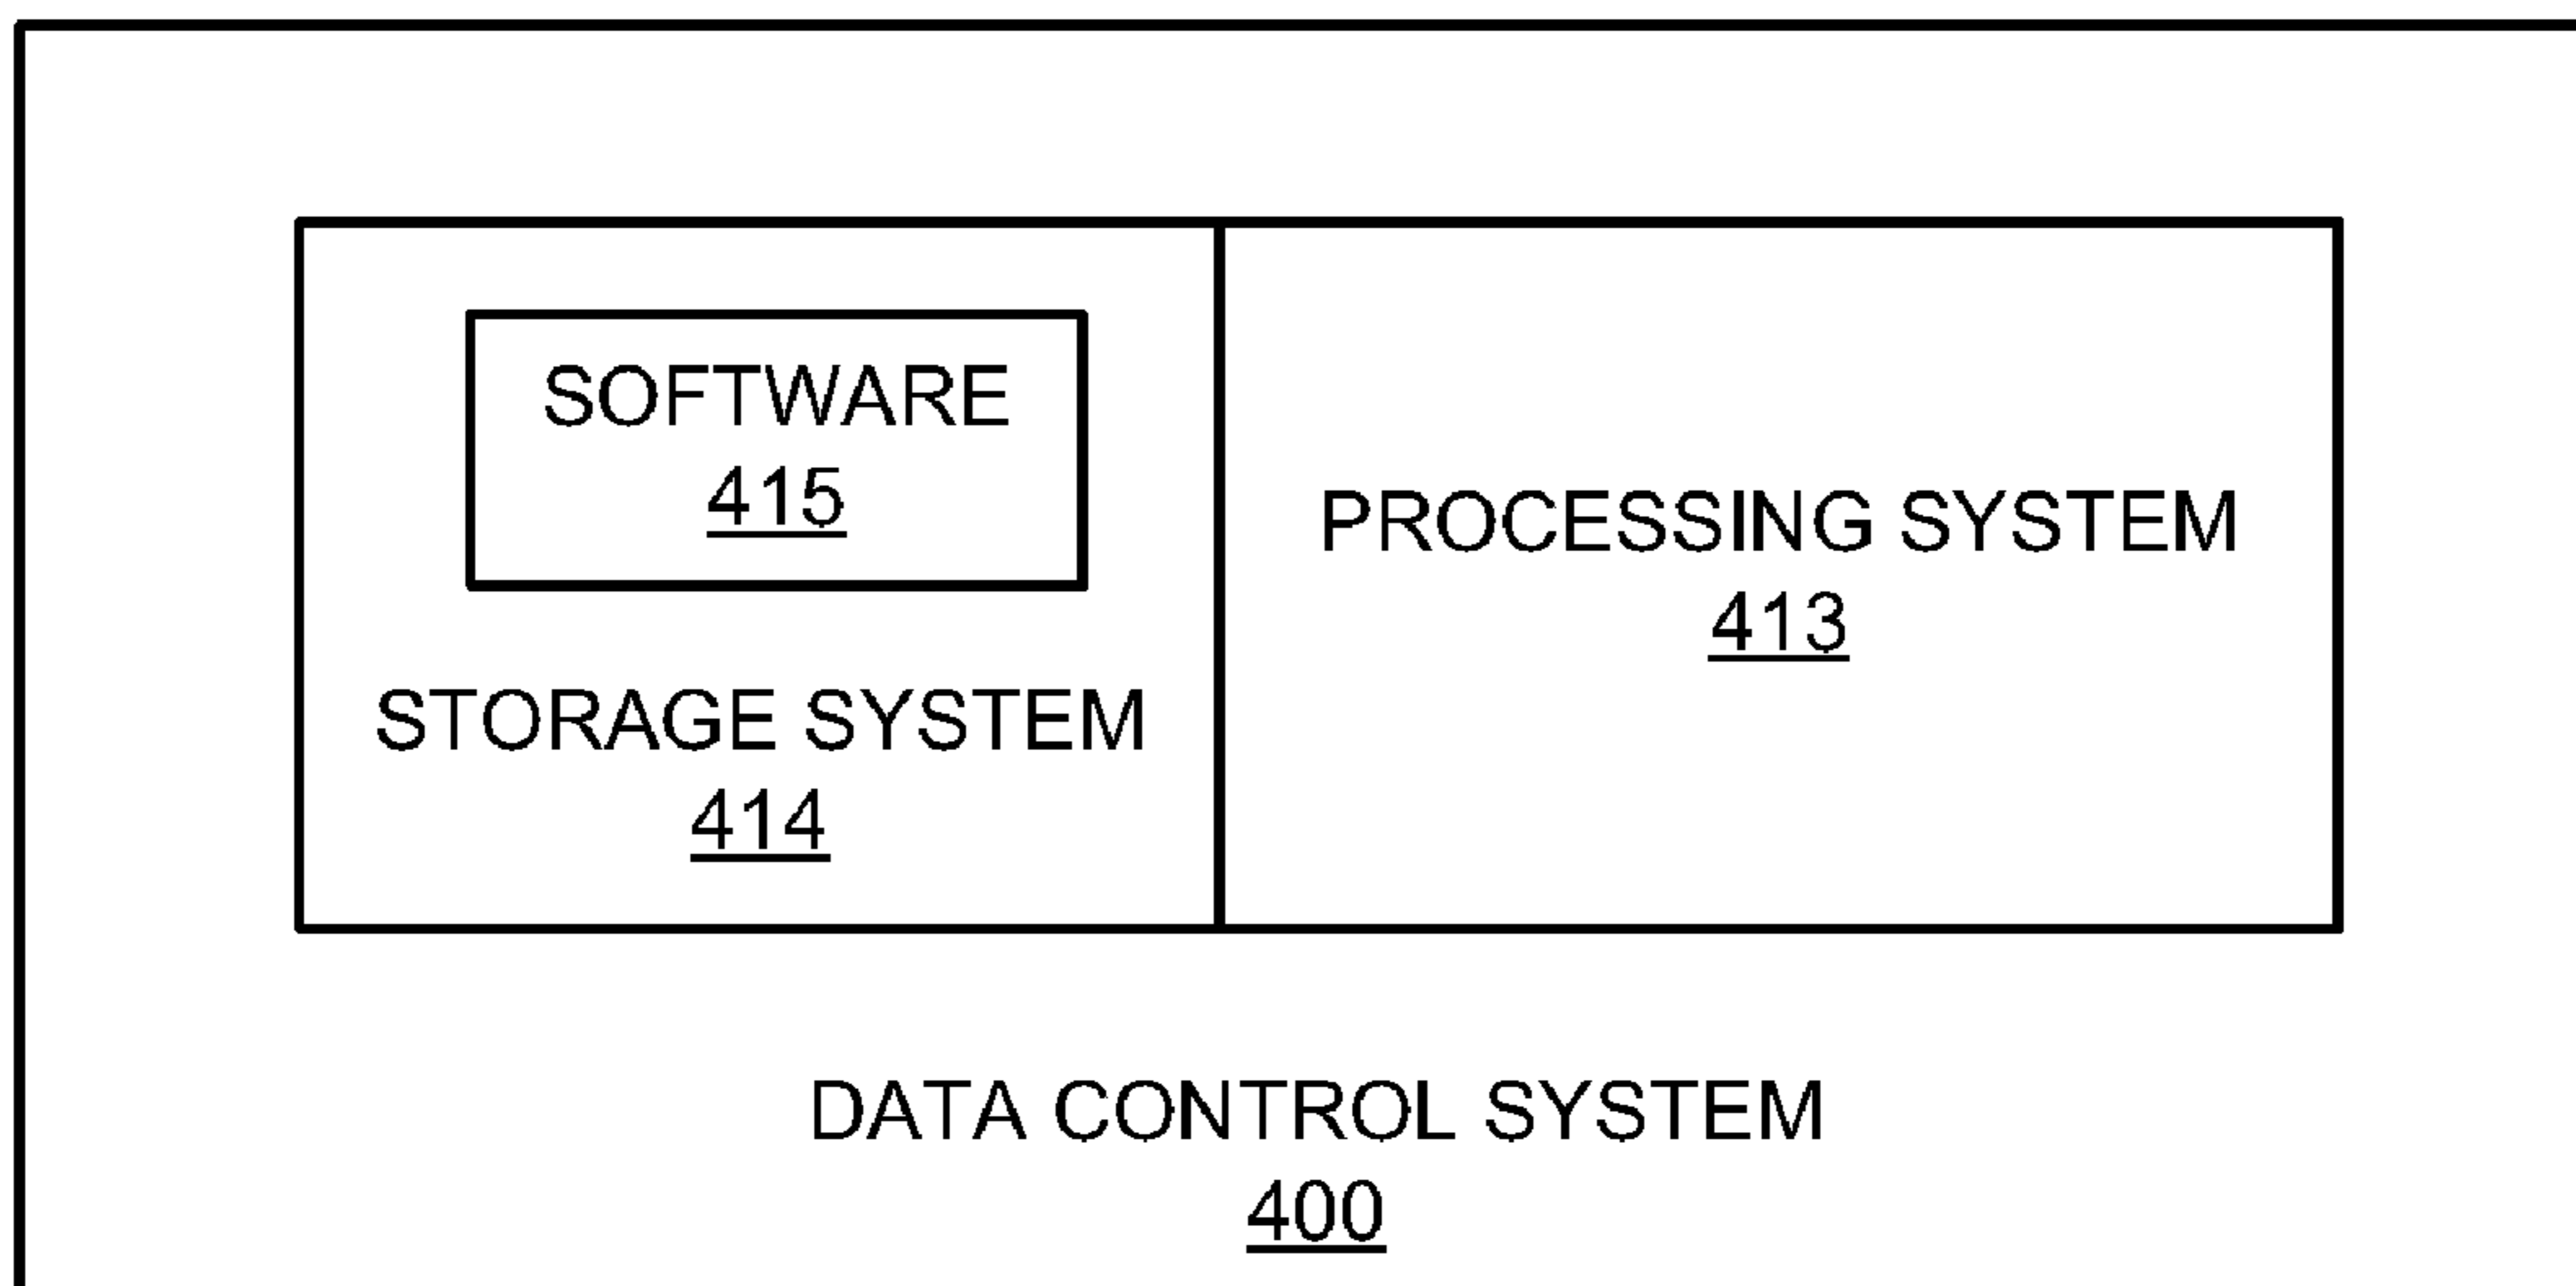 SOFTWARE
415
STORAGE SYSTEM
414
PROCESSING SYSTEM
413
DATA CONTROL SYSTEM
400